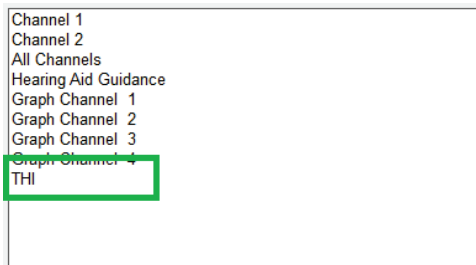 Channel 1
Channel 2
All Channels
Hearing Aid Guidance
Graph Channel  1
Graph Channel  2
Graph Channel  3
Graph Channel  4
THI